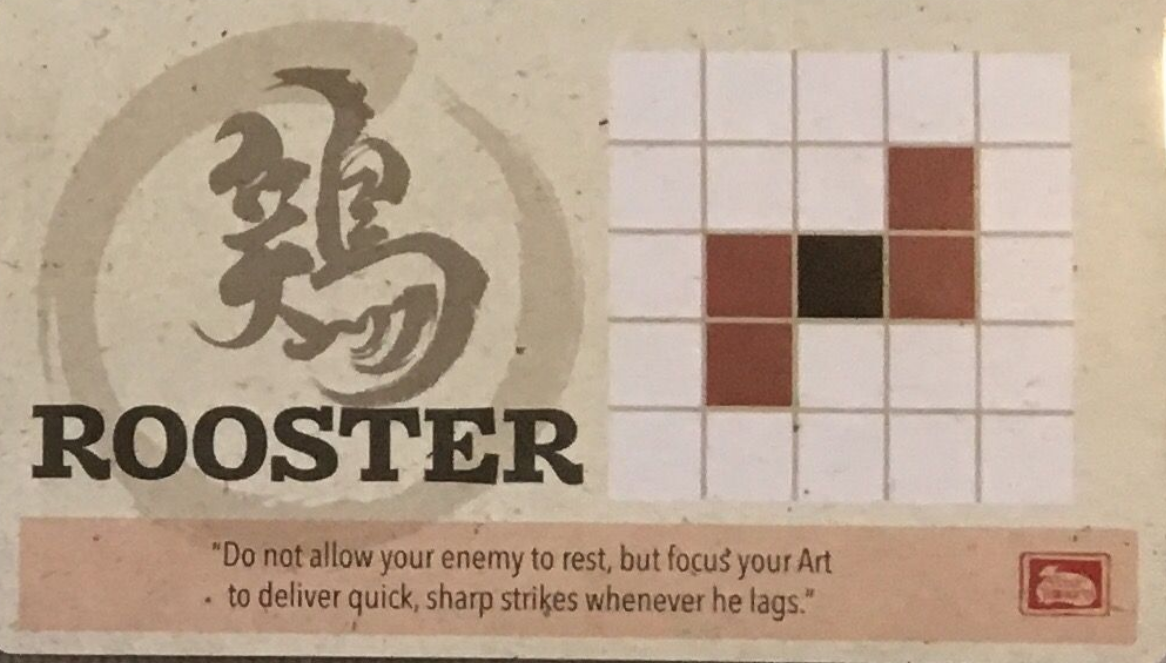 鶏
ROOSTER
"Do not allow your enemy to rest, but focus your Art
to deliver quick, sharp strikes whenever he lags."